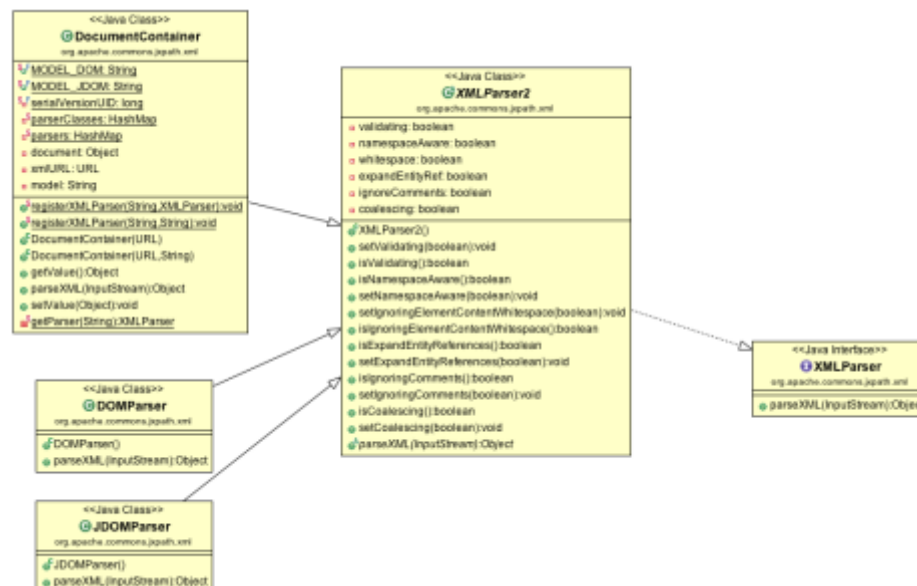 <<Java Class>>
DocumentContainer
org.apache.commons.jxpath.xml
MODEL_DOM: String
MODEL_JDOM: String
serialVersionUID: long
parserClasses: HashMap
parsers: HashMap
document: Object
xmlURL: URL
model: String
registerXMLParser(String,XMLParser):void
registerXMLParser(String,String):void
DocumentContainer(URL)
DocumentContainer(URL,String)
getValue():Object
parseXML(InputStream):Object
setValue(Object):void
getParser(String):XMLParser
<<Java Class>>
DOMParser
org.apache.commons.jxpath.xml
DOMParser()
parseXML(InputStream):Object
<<Java Class>>
JDOMParser
org.apache.commons.jxpath.xml
JDOMParser()
parseXML(InputStream):Object
<<Java Class>>
XMLParser2
org.apache.commons.jxpath.xml
validating: boolean
namespaceAware: boolean
whitespace: boolean
expandEntityRef: boolean
ignoreComments: boolean
coalescing: boolean
XMLParser2()
setValidating(boolean):void
isValidating():boolean
isNamespaceAware():boolean
setNamespaceAware(boolean):void
setIgnoringElementContentWhitespace(boolean):void
isIgnoringElementContentWhitespace():boolean
isExpandEntityReferences():boolean
setExpandEntityReferences(boolean):void
isIgnoringComments():boolean
setIgnoringComments(boolean):void
isCoalescing():boolean
setCoalescing(boolean):void
parseXML(InputStream):Object
<<Java Interface>>
XMLParser
org.apache.commons.jxpath.xml
parseXML(InputStream):Objec